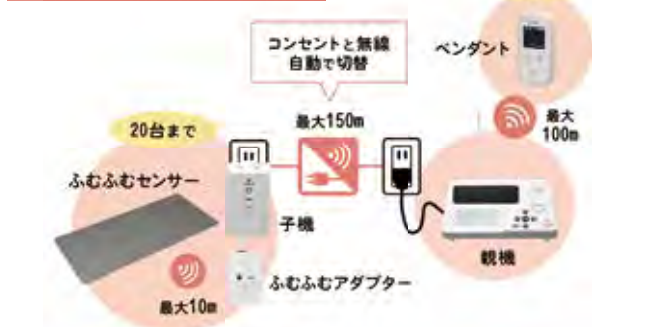 コンセントと無線
自動で切替
ペンダント
最大
100m
最大150m
20台まで
ふむふむセンサー
子機
観機
ふむふむアダプター
最大10m